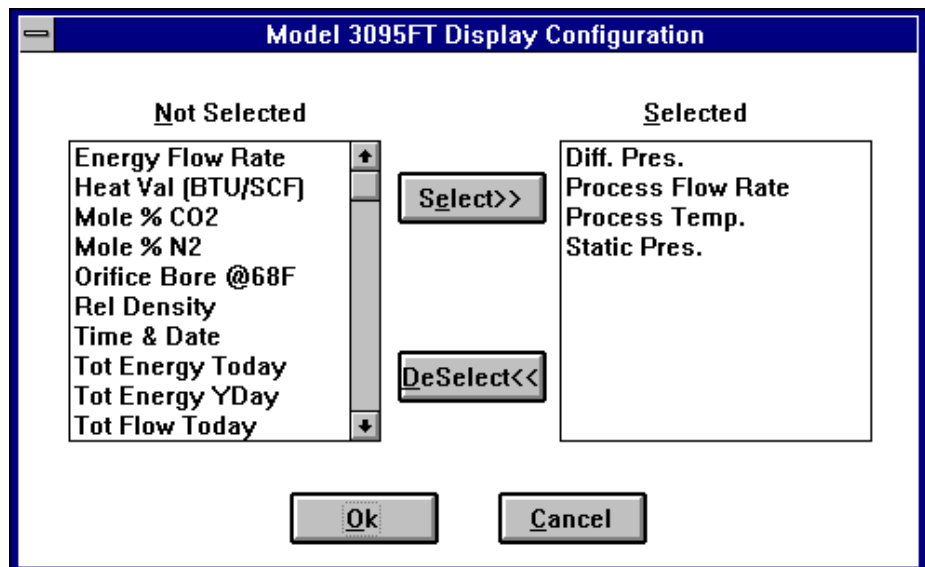 Model 3095FT Display Configuration
Not Selected
Energy Flow Rate
Heat Val (BTU/SCF)
Mole % CO2
Mole % N2
Orifice Bore @68F
Rel Density
Time & Date
Tot Energy Today
Tot Energy YDay
Tot Flow Today
Select>>
DeSelect<<
Selected
Diff. Pres.
Process Flow Rate
Process Temp.
Static Pres.
Ok
Cancel